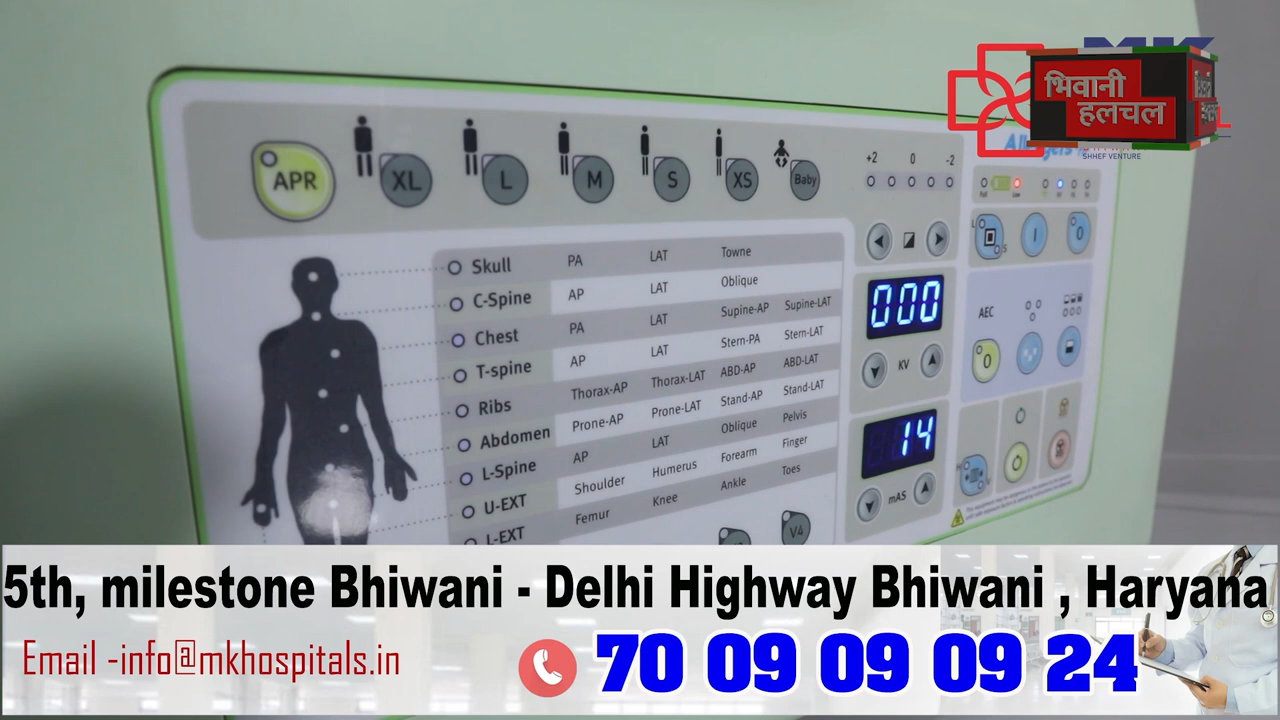 MK
भिवानी
हलचल
SHHEF VENTURE
APR
XL
L
M
S
XS
Baby
+2 0 -2
Skull PA LAT Towne
C-Spine AP LAT Oblique
Chest PA LAT Supine-AP Supine-LAT
T-spine AP LAT Stern-PA Stern-LAT
Ribs Thorax-AP Thorax-LAT ABD-AP ABD-LAT
Abdomen Prone-AP Prone-LAT Stand-AP Stand-LAT
L-Spine AP LAT Oblique Pelvis
U-EXT Shoulder Humerus Forearm Finger
L-EXT Femur Knee Ankle Toes
V4
000
KV
14
mAS
AEC
5th, milestone Bhiwani - Delhi Highway Bhiwani , Haryana
Email -info@mkhospitals.in
70 09 09 09 24